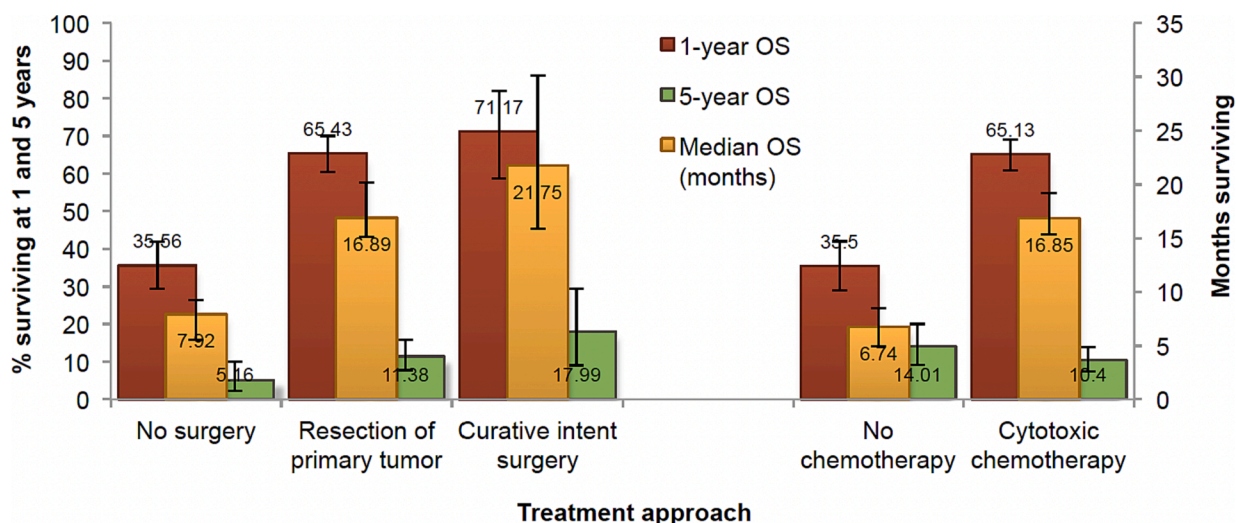 100
90
80
70
60
50
40
30
20
10
0
% surviving at 1 and 5 years
35
30
25
20
15
10
5
0
Months surviving
1-year OS
5-year OS
Median OS
(months)
35.56
7.92
5.16
65.43
16.89
11.38
71.17
21.75
17.99
35.5
6.74
14.01
65.13
16.85
10.4
No surgery
Resection of
primary tumor
Curative intent
surgery
No
chemotherapy
Cytotoxic
chemotherapy
Treatment approach